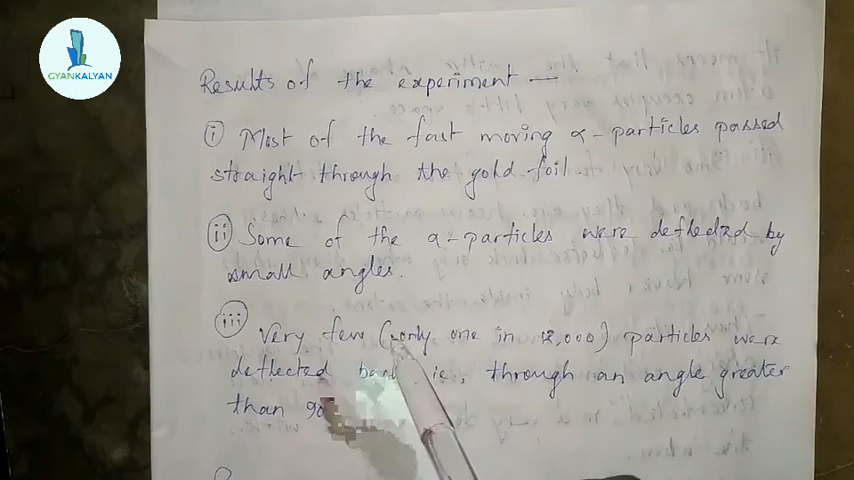 GYANKALYAN
Results of the experiment —
(i) Most of the fast moving α-particles passed
straight through the gold foil.
(ii) Some of the α-particles were deflected by
small angles.
(iii) Very few (only one in 12,000) particles were
deflected back ie, through an angle greater
than 90